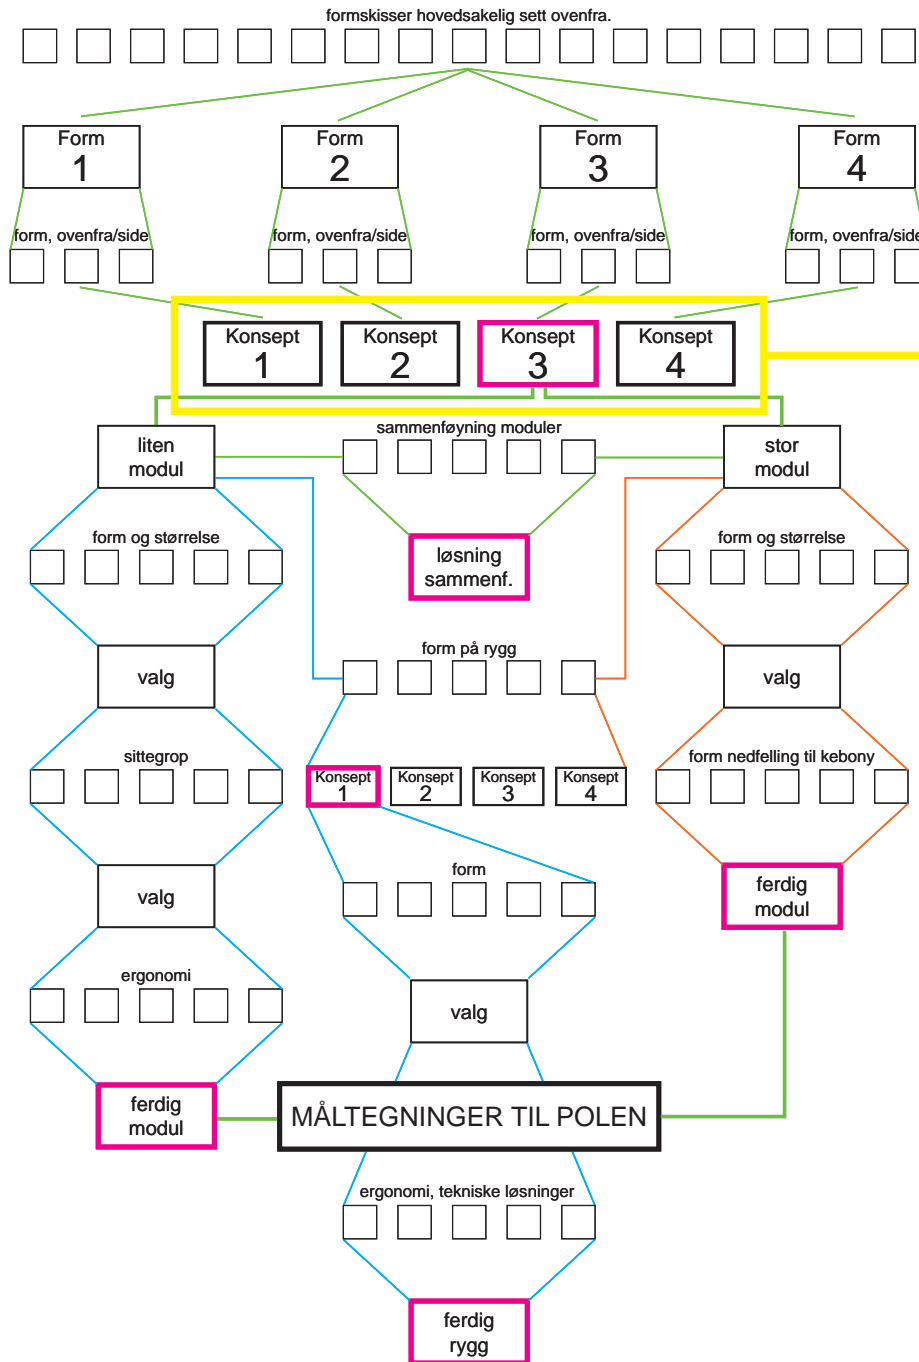 formskisser hovedsakelig sett ovenfra.
Form
1
Form
2
Form
3
Form
4
form, ovenfra/side
form, ovenfra/side
form, ovenfra/side
form, ovenfra/side
Konsept
1
Konsept
2
Konsept
3
Konsept
4
liten
modul
sammenføyning moduler
stor
modul
form og størrelse
løsning
sammenf.
form og størrelse
valg
form på rygg
valg
sittegrop
Konsept
1
Konsept
2
Konsept
3
Konsept
4
form nedfelling til kebony
valg
form
ferdig
modul
ergonomi
valg
ferdig
modul
MÅLTEGNINGER TIL POLEN
ergonomi, tekniske løsninger
ferdig
rygg